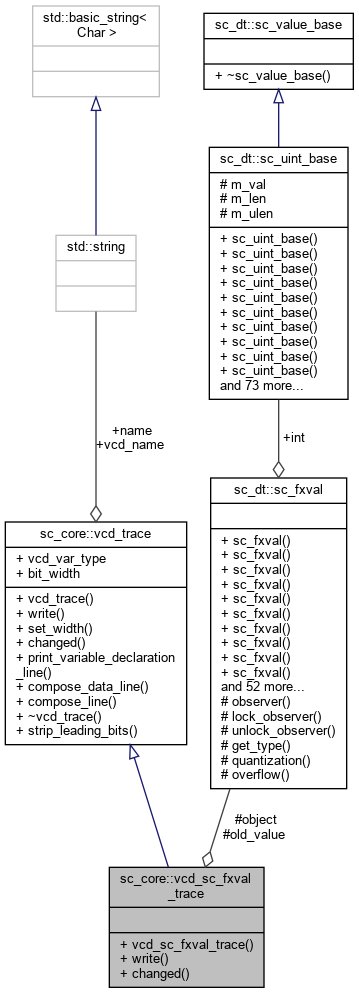 std::basic_string<
Char >
sc_dt::sc_value_base
+ ~sc_value_base()
sc_dt::sc_uint_base
# m_val
# m_len
# m_ulen
+ sc_uint_base()
+ sc_uint_base()
+ sc_uint_base()
+ sc_uint_base()
+ sc_uint_base()
+ sc_uint_base()
+ sc_uint_base()
+ sc_uint_base()
+ sc_uint_base()
+ sc_uint_base()
and 73 more...
std::string
+name
+vcd_name
+int
sc_core::vcd_trace
+ vcd_var_type
+ bit_width
+ vcd_trace()
+ write()
+ set_width()
+ changed()
+ print_variable_declaration
_line()
+ compose_data_line()
+ compose_line()
+ ~vcd_trace()
+ strip_leading_bits()
sc_dt::sc_fxval
+ sc_fxval()
+ sc_fxval()
+ sc_fxval()
+ sc_fxval()
+ sc_fxval()
+ sc_fxval()
+ sc_fxval()
+ sc_fxval()
+ sc_fxval()
+ sc_fxval()
and 52 more...
# observer()
# lock_observer()
# unlock_observer()
# get_type()
# quantization()
# overflow()
#object
#old_value
sc_core::vcd_sc_fxval
_trace
+ vcd_sc_fxval_trace()
+ write()
+ changed()